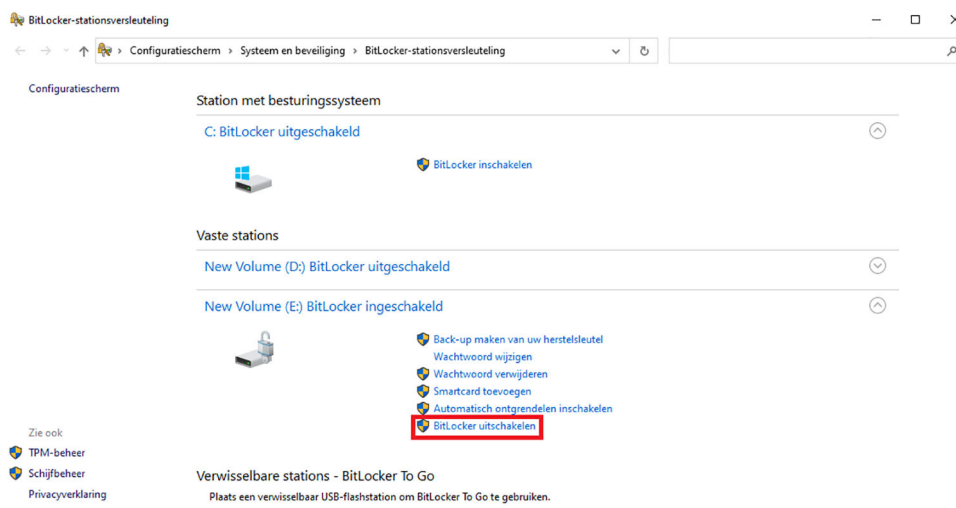 BitLocker-stationsversleuteling
Configuratiescherm › Systeem en beveiliging › BitLocker-stationsversleuteling
Configuratiescherm
Station met besturingssysteem
C: BitLocker uitgeschakeld
BitLocker inschakelen
Vaste stations
New Volume (D:) BitLocker uitgeschakeld
New Volume (E:) BitLocker ingeschakeld
Back-up maken van uw herstelsleutel
Wachtwoord wijzigen
Wachtwoord verwijderen
Smartcard toevoegen
Automatisch ontgrendelen inschakelen
BitLocker uitschakelen
Zie ook
TPM-beheer
Schijfbeheer
Privacyverklaring
Verwisselbare stations - BitLocker To Go
Plaats een verwisselbaar USB-flashstation om BitLocker To Go te gebruiken.